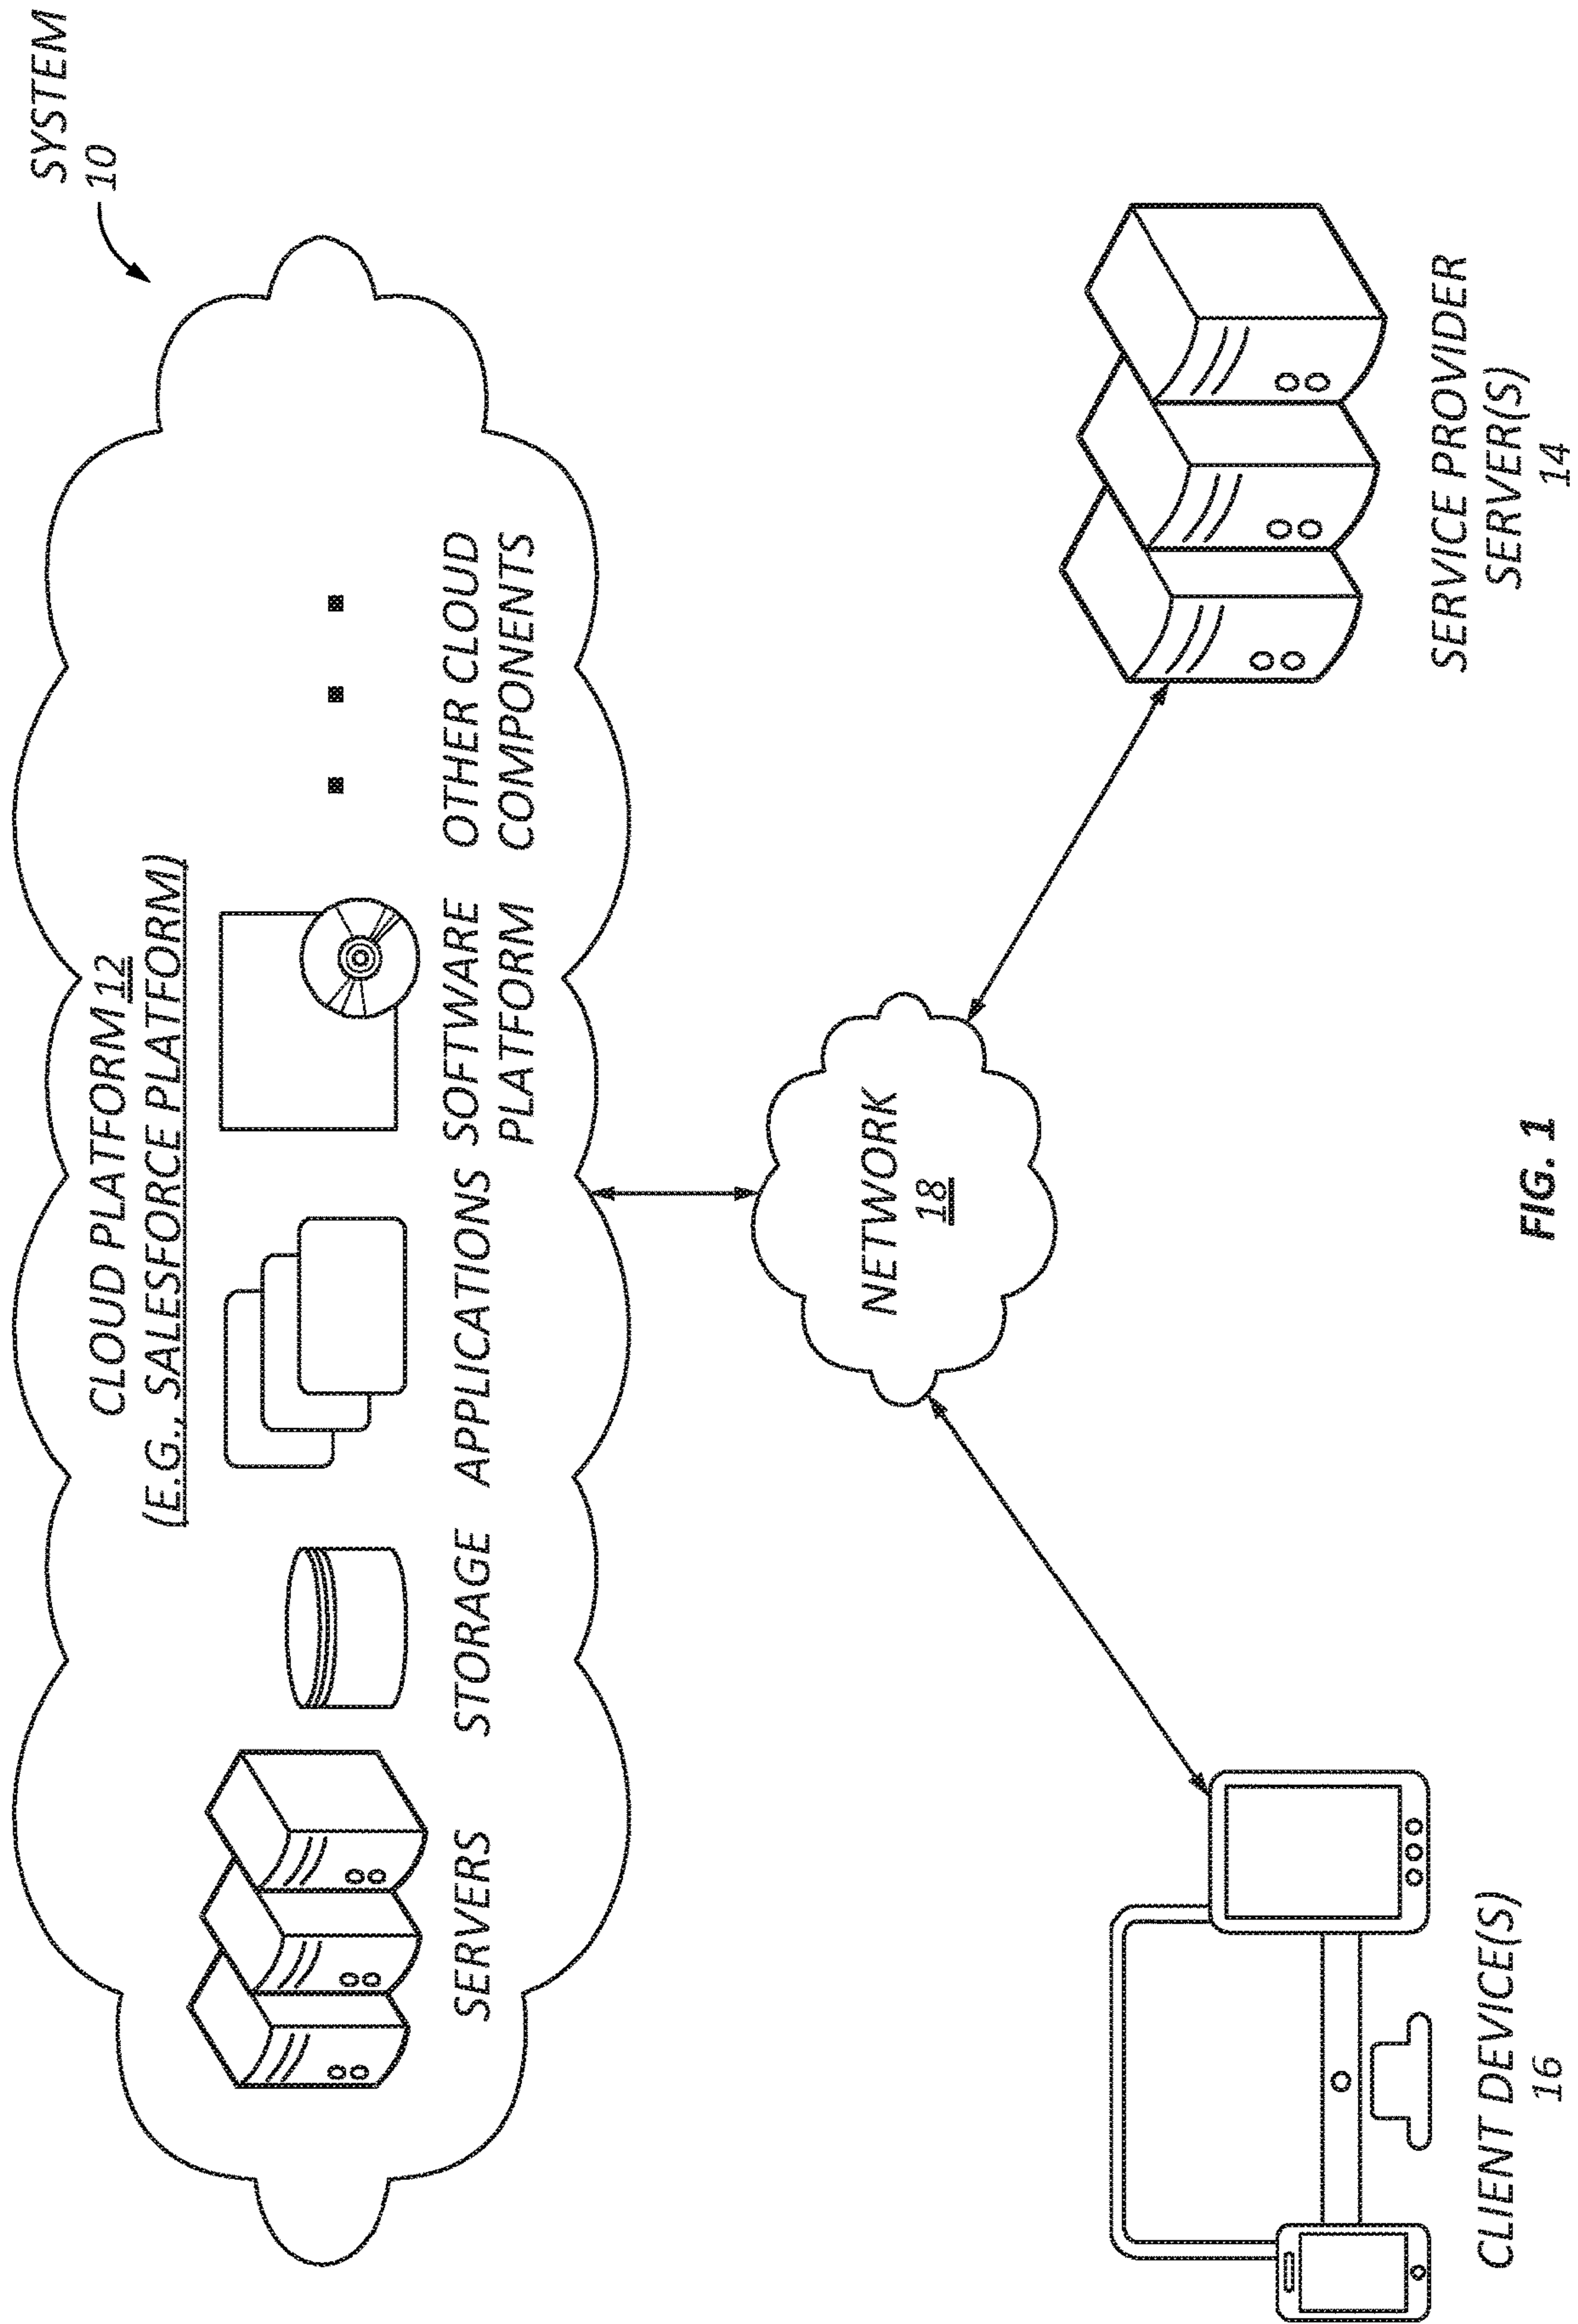 SYSTEM
10
CLOUD PLATFORM 12
(E.G., SALESFORCE PLATFORM)
SERVERS
STORAGE
APPLICATIONS
SOFTWARE
PLATFORM
OTHER CLOUD
COMPONENTS
NETWORK
18
CLIENT DEVICE(S)
16
SERVICE PROVIDER
SERVER(S)
14
FIG. 1